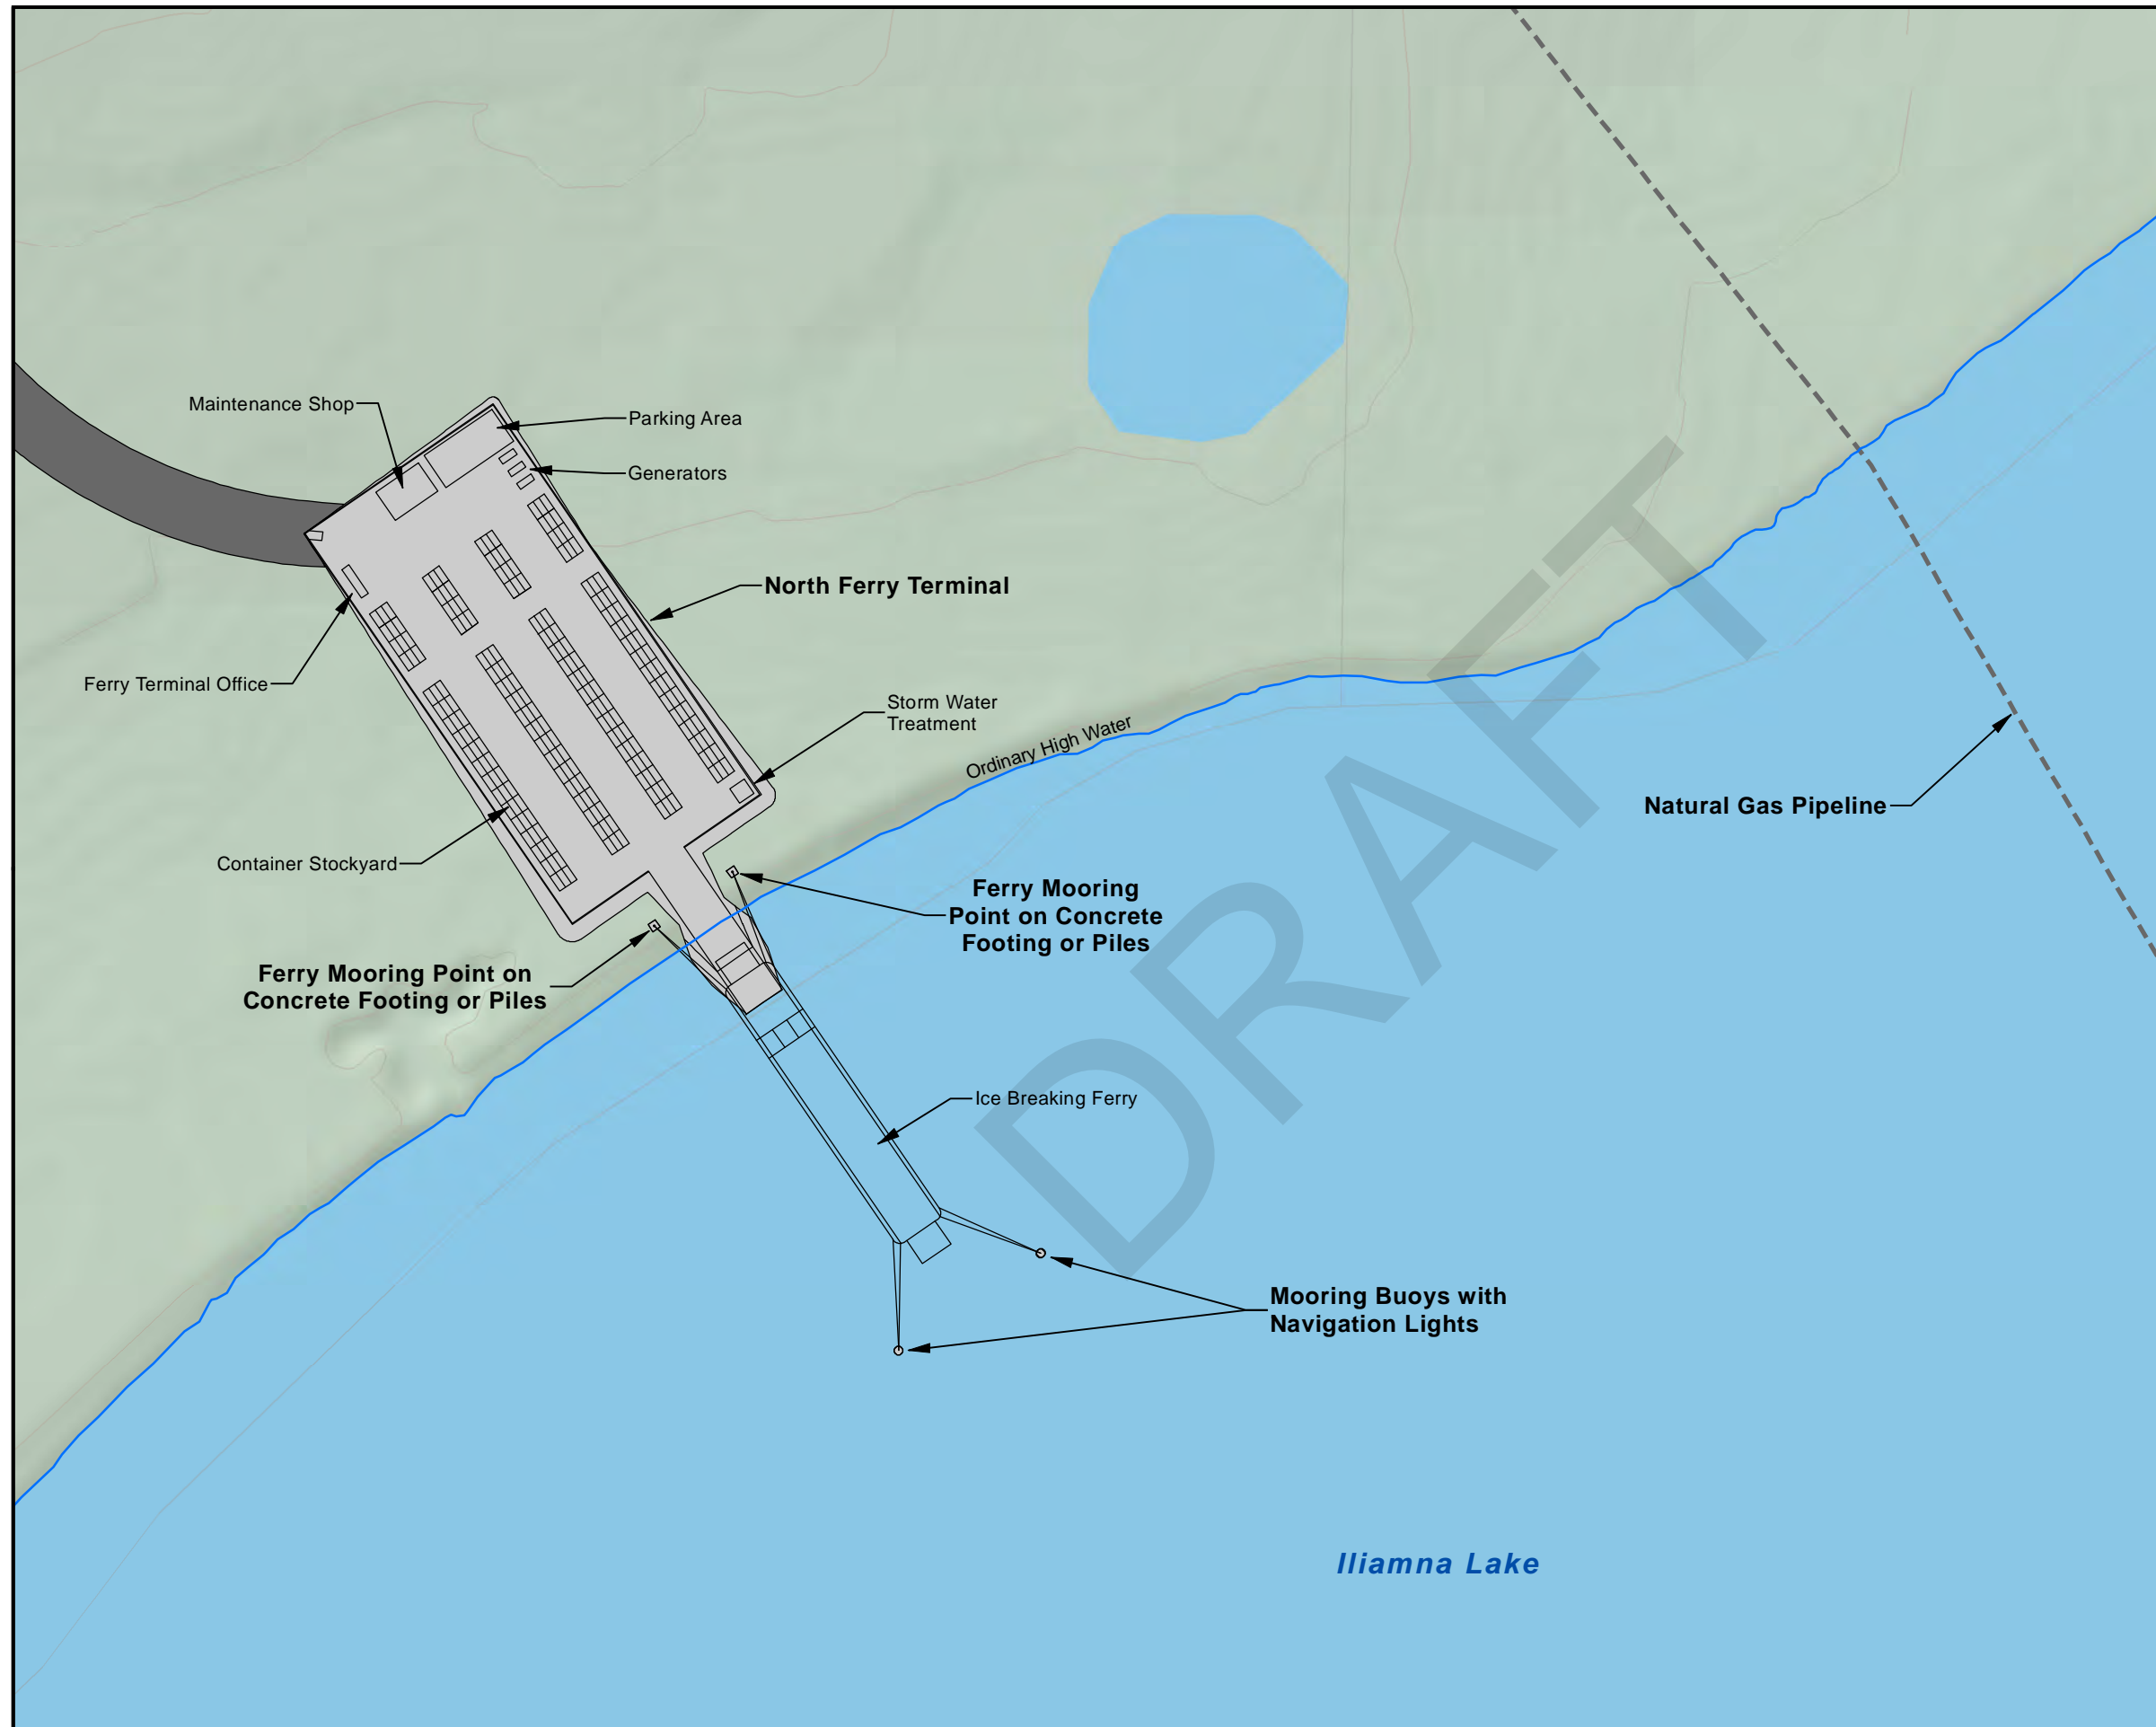 Maintenance Shop
Parking Area
Generators
North Ferry Terminal
Ferry Terminal Office
Storm Water
Treatment
Ordinary High Water
Natural Gas Pipeline
Container Stockyard
Ferry Mooring
Point on Concrete
Footing or Piles
Ferry Mooring Point on
Concrete Footing or Piles
Ice Breaking Ferry
DRAFT
Mooring Buoys with
Navigation Lights
Iliamna Lake